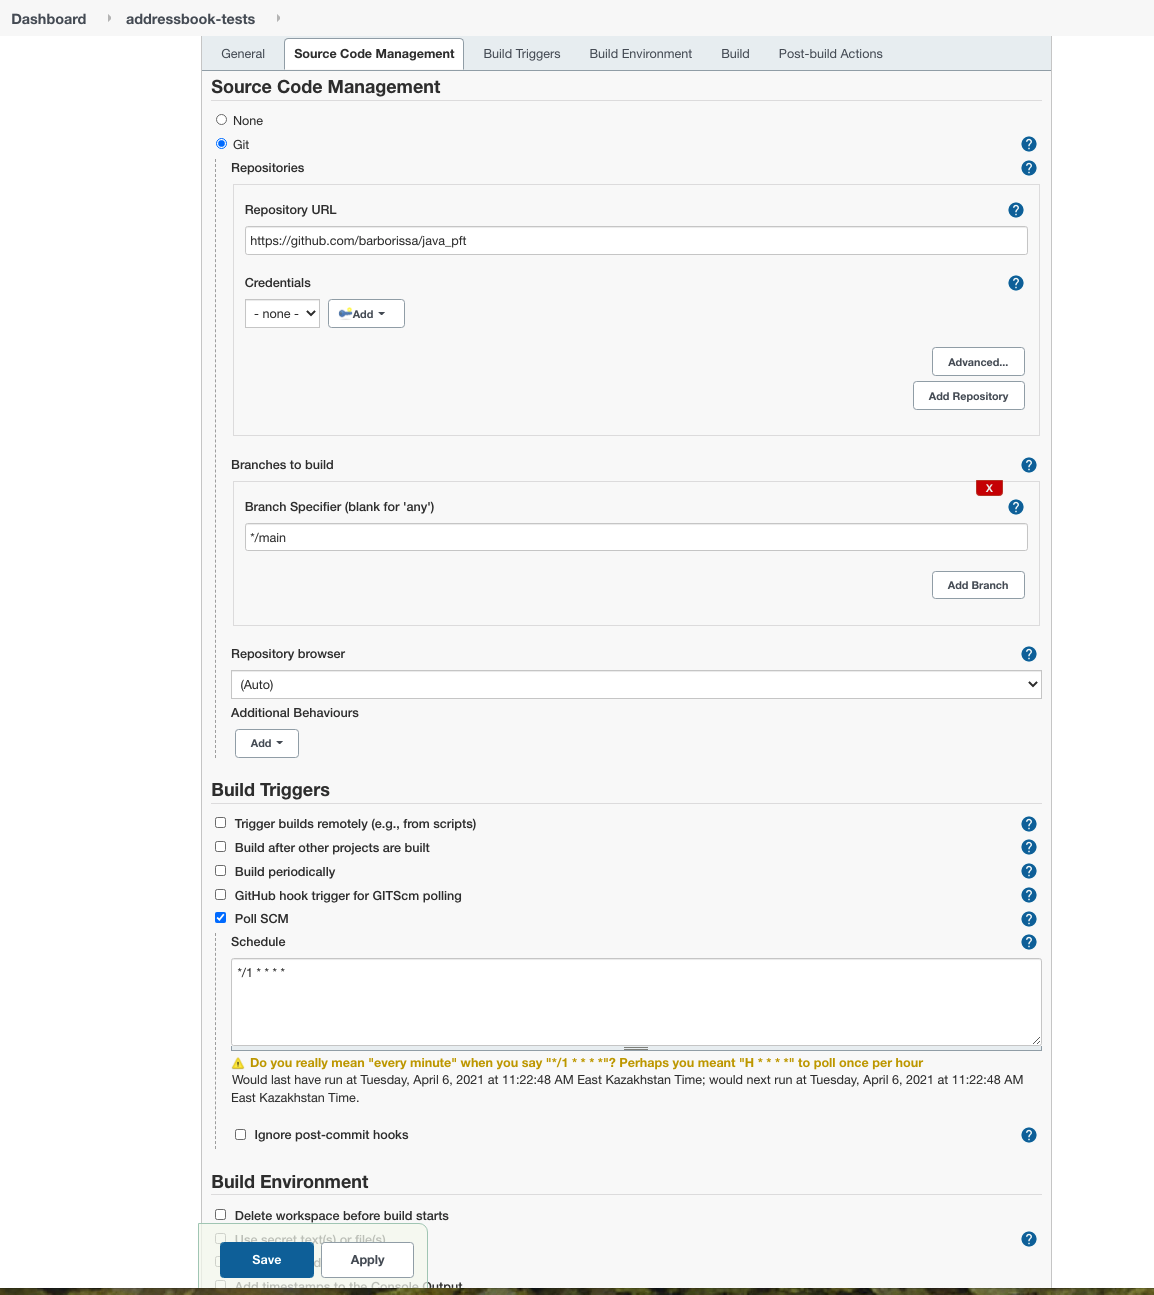 Dashboard
addressbook-tests
General
Source Code Management
Build Triggers
Build Environment
Build
Post-build Actions
Source Code Management
None
Git
Repositories
Repository URL
https://github.com/barborissa/java_pft
Credentials
- none -
Add
Advanced...
Add Repository
Branches to build
X
Branch Specifier (blank for 'any')
*/main
Add Branch
Repository browser
(Auto)
Additional Behaviours
Add
Build Triggers
Trigger builds remotely (e.g., from scripts)
Build after other projects are built
Build periodically
GitHub hook trigger for GITScm polling
Poll SCM
Schedule
*/1 * * * *
Do you really mean "every minute" when you say "*/1 * * * *"? Perhaps you meant "H * * * *" to poll once per hour
Would last have run at Tuesday, April 6, 2021 at 11:22:48 AM East Kazakhstan Time; would next run at Tuesday, April 6, 2021 at 11:22:48 AM
East Kazakhstan Time.
Ignore post-commit hooks
Build Environment
Delete workspace before build starts
Use secret text(s) or file(s)
Save
Apply
Add timestamps to the Console Output